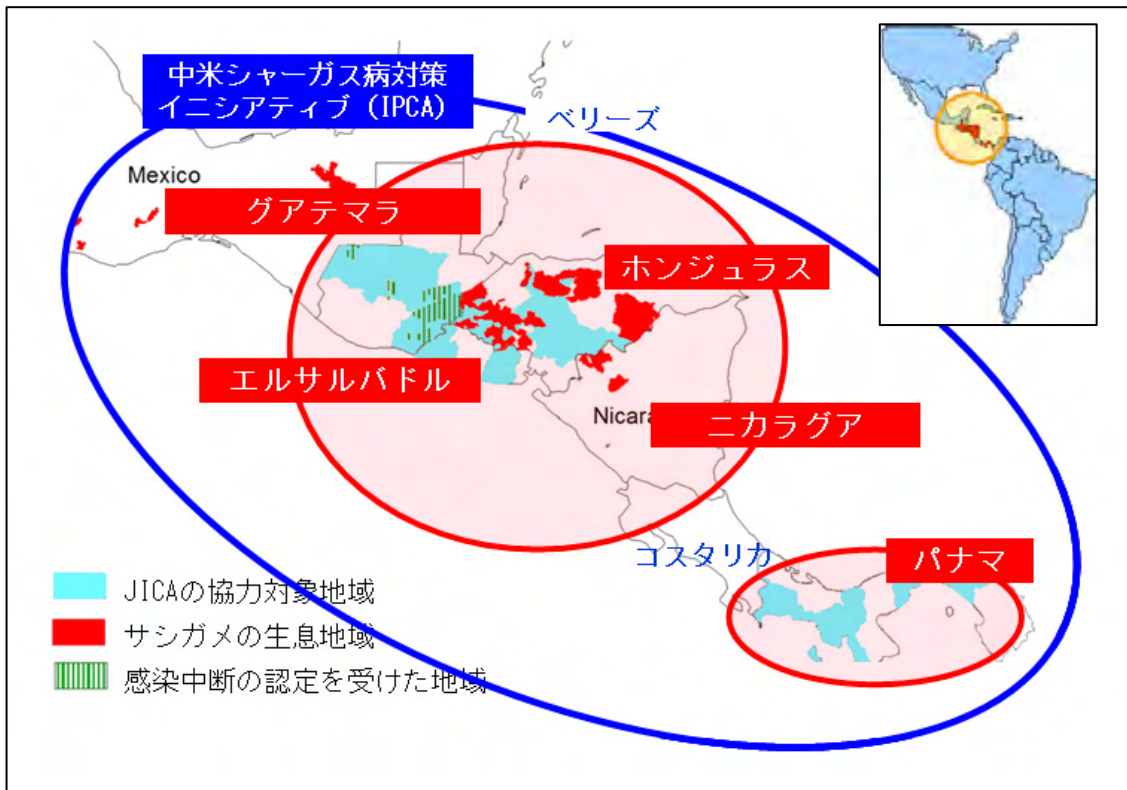 中米シャーガス病対策
イニシアティブ（IPCA）
ベリーズ
Mexico
グアテマラ
ホンジュラス
エルサルバドル
Nicara
ニカラグア
コスタリカ
パナマ
JICAの協力対象地域
サシガメの生息地域
感染中断の認定を受けた地域